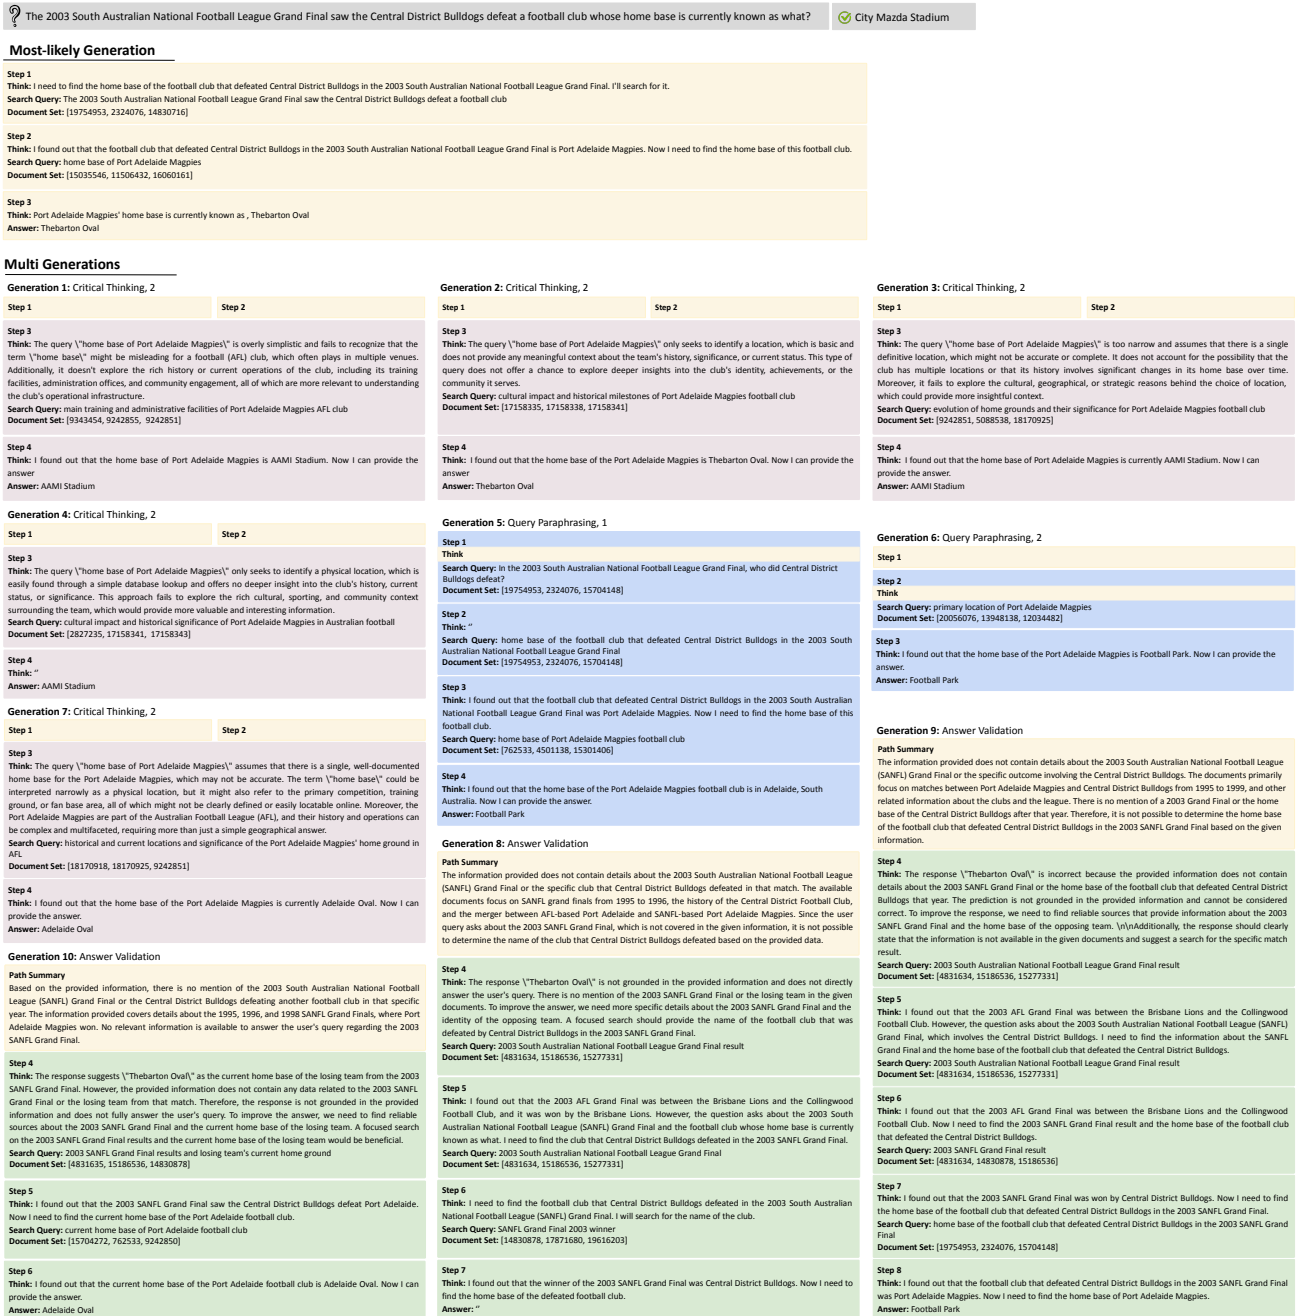 The 2003 South Australian National Football League Grand Final saw the Central District Bulldogs defeat a football club whose home base is currently known as what?
City Mazda Stadium
Most-likely Generation
Step 1
Think: I need to find the home base of the football club that defeated Central District Bulldogs in the 2003 South Australian National Football League Grand Final. I'll search for it.
Search Query: The 2003 South Australian National Football League Grand Final saw the Central District Bulldogs defeat a football club
Document Set: [19754953, 2324076, 14830716]
Step 2
Think: I found out that the football club that defeated Central District Bulldogs in the 2003 South Australian National Football League Grand Final is Port Adelaide Magpies. Now I need to find the home base of this football club.
Search Query: home base of Port Adelaide Magpies
Document Set: [15035546, 11506432, 16060161]
Step 3
Think: Port Adelaide Magpies' home base is currently known as , Thebarton Oval
Answer: Thebarton Oval
Multi Generations
Generation 1: Critical Thinking, 2
Step 1
Step 2
Step 3
Think: The query \"home base of Port Adelaide Magpies\" is overly simplistic and fails to recognize that the
term \"home base\" might be misleading for a football (AFL) club, which often plays in multiple venues.
Additionally, it doesn't explore the rich history or current operations of the club, including its training
facilities, administration offices, and community engagement, all of which are more relevant to understanding
the club's operational infrastructure.
Search Query: main training and administrative facilities of Port Adelaide Magpies AFL club
Document Set: [9343454, 9242855, 9242851]
Step 4
Think: I found out that the home base of Port Adelaide Magpies is AAMI Stadium. Now I can provide the
answer
Answer: AAMI Stadium
Generation 2: Critical Thinking, 2
Step 1
Step 2
Step 3
Think: The query \"home base of Port Adelaide Magpies\" only seeks to identify a location, which is basic and
does not provide any meaningful context about the team's history, significance, or current status. This type of
query does not offer a chance to explore deeper insights into the club's identity, achievements, or the
community it serves.
Search Query: cultural impact and historical milestones of Port Adelaide Magpies football club
Document Set: [17158335, 17158338, 17158341]
Step 4
Think: I found out that the home base of the Port Adelaide Magpies is Thebarton Oval. Now I can provide the
answer
Answer: Thebarton Oval
Generation 3: Critical Thinking, 2
Step 1
Step 2
Step 3
Think: The query \"home base of Port Adelaide Magpies\" is too narrow and assumes that there is a single
definitive location, which might not be accurate or complete. It does not account for the possibility that the
club has multiple locations or that its history involves significant changes in its home base over time.
Moreover, it fails to explore the cultural, geographical, or strategic reasons behind the choice of location,
which could provide more insightful context.
Search Query: evolution of home grounds and their significance for Port Adelaide Magpies football club
Document Set: [9242851, 5088538, 18170925]
Step 4
Think: I found out that the home base of Port Adelaide Magpies is currently AAMI Stadium. Now I can
provide the answer.
Answer: AAMI Stadium
Generation 4: Critical Thinking, 2
Step 1
Step 2
Step 3
Think: The query \"home base of Port Adelaide Magpies\" only seeks to identify a physical location, which is
easily found through a simple database lookup and offers no deeper insight into the club's history, current
status, or significance. This approach fails to explore the rich cultural, sporting, and community context
surrounding the team, which would provide more valuable and interesting information.
Search Query: cultural impact and historical significance of Port Adelaide Magpies in Australian football
Document Set: [2827235, 17158341, 17158343]
Step 4
Think: “
Answer: AAMI Stadium
Generation 5: Query Paraphrasing, 1
Step 1
Think
Search Query: In the 2003 South Australian National Football League Grand Final, who did Central District
Bulldogs defeat?
Document Set: [19754953, 2324076, 15704148]
Step 2
Think: “
Search Query: home base of the football club that defeated Central District Bulldogs in the 2003 South
Australian National Football League Grand Final
Document Set: [19754953, 2324076, 15704148]
Step 3
Think: I found out that the football club that defeated Central District Bulldogs in the 2003 South Australian
National Football League Grand Final was Port Adelaide Magpies. Now I need to find the home base of this
football club.
Search Query: home base of Port Adelaide Magpies football club
Document Set: [762533, 4501138, 15301406]
Step 4
Think: I found out that the home base of the Port Adelaide Magpies football club is in Adelaide, South
Australia. Now I can provide the answer.
Answer: Football Park
Generation 6: Query Paraphrasing, 2
Step 1
Step 2
Think
Search Query: primary location of Port Adelaide Magpies
Document Set: [20056076, 13948138, 12034482]
Step 3
Think: I found out that the home base of the Port Adelaide Magpies is Football Park. Now I can provide the
answer.
Answer: Football Park
Generation 7: Critical Thinking, 2
Step 1
Step 2
Step 3
Think: The query \"home base of Port Adelaide Magpies\" assumes that there is a single, well-documented
home base for the Port Adelaide Magpies, which may not be accurate. The term \"home base\" could be
interpreted narrowly as a physical location, but it might also refer to the primary competition, training
ground, or fan base area, all of which might not be clearly defined or easily locatable online. Moreover, the
Port Adelaide Magpies are part of the Australian Football League (AFL), and their history and operations can
be complex and multifaceted, requiring more than just a simple geographical answer.
Search Query: historical and current locations and significance of the Port Adelaide Magpies' home ground in
AFL
Document Set: [18170918, 18170925, 9242851]
Step 4
Think: I found out that the home base of the Port Adelaide Magpies is currently Adelaide Oval. Now I can
provide the answer.
Answer: Adelaide Oval
Generation 8: Answer Validation
Path Summary
The information provided does not contain details about the 2003 South Australian National Football League
(SANFL) Grand Final or the specific club that Central District Bulldogs defeated in that match. The available
documents focus on SANFL grand finals from 1995 to 1996, the history of the Central District Football Club,
and the merger between AFL-based Port Adelaide and SANFL-based Port Adelaide Magpies. Since the user
query asks about the 2003 SANFL Grand Final, which is not covered in the given information, it is not possible
to determine the name of the club that Central District Bulldogs defeated based on the provided data.
Step 4
Think: The response \"Thebarton Oval\" is not grounded in the provided information and does not directly
answer the user's query. There is no mention of the 2003 SANFL Grand Final or the losing team in the given
documents. To improve the answer, we need more specific details about the 2003 SANFL Grand Final and the
identity of the opposing team. A focused search should provide the name of the football club that was
defeated by Central District Bulldogs in the 2003 SANFL Grand Final.
Search Query: 2003 South Australian National Football League Grand Final result
Document Set: [4831634, 15186536, 15277331]
Step 5
Think: I found out that the 2003 AFL Grand Final was between the Brisbane Lions and the Collingwood
Football Club, and it was won by the Brisbane Lions. However, the question asks about the 2003 South
Australian National Football League (SANFL) Grand Final and the football club whose home base is currently
known as what. I need to find the club that Central District Bulldogs defeated in the 2003 SANFL Grand Final.
Search Query: 2003 South Australian National Football League Grand Final
Document Set: [4831634, 15186536, 15277331]
Step 6
Think: I need to find the football club that Central District Bulldogs defeated in the 2003 South Australian
National Football League (SANFL) Grand Final. I will search for the name of the club.
Search Query: SANFL Grand Final 2003 winner
Document Set: [14830878, 17871680, 19616203]
Step 7
Think: I found out that the winner of the 2003 SANFL Grand Final was Central District Bulldogs. Now I need to
find the home base of the defeated football club.
Answer: “
Generation 9: Answer Validation
Path Summary
The information provided does not contain details about the 2003 South Australian National Football League
(SANFL) Grand Final or the specific outcome involving the Central District Bulldogs. The documents primarily
focus on matches between Port Adelaide Magpies and Central District Bulldogs from 1995 to 1999, and other
related information about the clubs and the league. There is no mention of a 2003 Grand Final or the home
base of the Central District Bulldogs after that year. Therefore, it is not possible to determine the home base
of the football club that defeated Central District Bulldogs in the 2003 SANFL Grand Final based on the given
information.
Step 4
Think: The response \"Thebarton Oval\" is incorrect because the provided information does not contain
details about the 2003 SANFL Grand Final or the home base of the football club that defeated Central District
Bulldogs that year. The prediction is not grounded in the provided information and cannot be considered
correct. To improve the response, we need to find reliable sources that provide information about the 2003
SANFL Grand Final and the home base of the opposing team. \n\nAdditionally, the response should clearly
state that the information is not available in the given documents and suggest a search for the specific match
result.
Search Query: 2003 South Australian National Football League Grand Final result
Document Set: [4831634, 15186536, 15277331]
Step 5
Think: I found out that the 2003 AFL Grand Final was between the Brisbane Lions and the Collingwood
Football Club. However, the question asks about the 2003 South Australian National Football League (SANFL)
Grand Final, which involves the Central District Bulldogs. I need to find the information about the SANFL
Grand Final and the home base of the football club that defeated the Central District Bulldogs.
Search Query: 2003 South Australian National Football League Grand Final result
Document Set: [4831634, 15186536, 15277331]
Step 6
Think: I found out that the 2003 AFL Grand Final was between the Brisbane Lions and the Collingwood
Football Club. Now I need to find the 2003 SANFL Grand Final result and the home base of the football club
that defeated the Central District Bulldogs.
Search Query: 2003 SANFL Grand Final result
Document Set: [4831634, 14830878, 15186536]
Step 7
Think: I found out that the 2003 SANFL Grand Final was won by Central District Bulldogs. Now I need to find
the home base of the football club that defeated Central District Bulldogs in the SANFL Grand Final.
Search Query: home base of the football club that defeated Central District Bulldogs in the 2003 SANFL Grand
Final
Document Set: [19754953, 2324076, 15704148]
Step 8
Think: I found out that the football club that defeated Central District Bulldogs in the 2003 SANFL Grand Final
was Port Adelaide Magpies. Now I need to find the home base of Port Adelaide Magpies.
Answer: Football Park
Generation 10: Answer Validation
Path Summary
Based on the provided information, there is no mention of the 2003 South Australian National Football
League (SANFL) Grand Final or the Central District Bulldogs defeating another football club in that specific
year. The information provided covers details about the 1995, 1996, and 1998 SANFL Grand Finals, where Port
Adelaide Magpies won. No relevant information is available to answer the user's query regarding the 2003
SANFL Grand Final.
Step 4
Think: The response suggests \"Thebarton Oval\" as the current home base of the losing team from the 2003
SANFL Grand Final. However, the provided information does not contain any data related to the 2003 SANFL
Grand Final or the losing team from that match. Therefore, the response is not grounded in the provided
information and does not fully answer the user's query. To improve the answer, we need to find reliable
sources about the 2003 SANFL Grand Final and the current home base of the losing team. A focused search
on the 2003 SANFL Grand Final results and the current home base of the losing team would be beneficial.
Search Query: 2003 SANFL Grand Final results and losing team's current home ground
Document Set: [4831635, 15186536, 14830878]
Step 5
Think: I found out that the 2003 SANFL Grand Final saw the Central District Bulldogs defeat Port Adelaide.
Now I need to find the current home base of the Port Adelaide football club.
Search Query: current home base of Port Adelaide football club
Document Set: [15704272, 762533, 9242850]
Step 6
Think: I found out that the current home base of the Port Adelaide football club is Adelaide Oval. Now I can
provide the answer.
Answer: Adelaide Oval